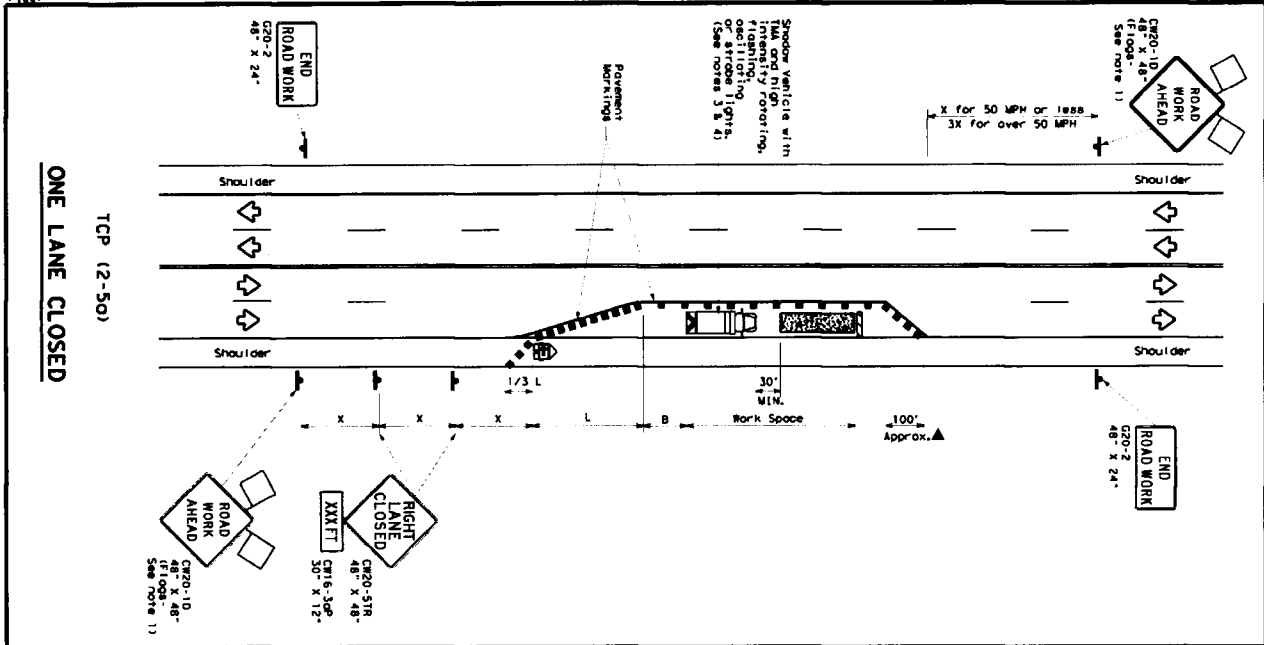 END
ROAD WORK
G20-2
48" X 24"
Shadow Vehicle with
TMA and high
intensity rotating,
flashing,
oscillating
or strobe lights.
(See notes 3 & 4)
Pavement
Markings
X for 50 MPH or less
3X for over 50 MPH
ROAD
WORK
AHEAD
CW20-1D
48" X 48"
(Flags-
See note 1)
Shoulder
Shoulder
Shoulder
Shoulder
1/3 L
30'
MIN.
X
X
X
L
B
Work Space
100'
Approx.▲
END
ROAD WORK
G20-2
48" X 24"
RIGHT
LANE
CLOSED
XXX FT
CW20-5TR
48" X 48"
CW16-3aP
30" X 12"
ROAD
WORK
AHEAD
CW20-1D
48" X 48"
(Flags-
See note 1)
TCP (2-5a)
ONE LANE CLOSED